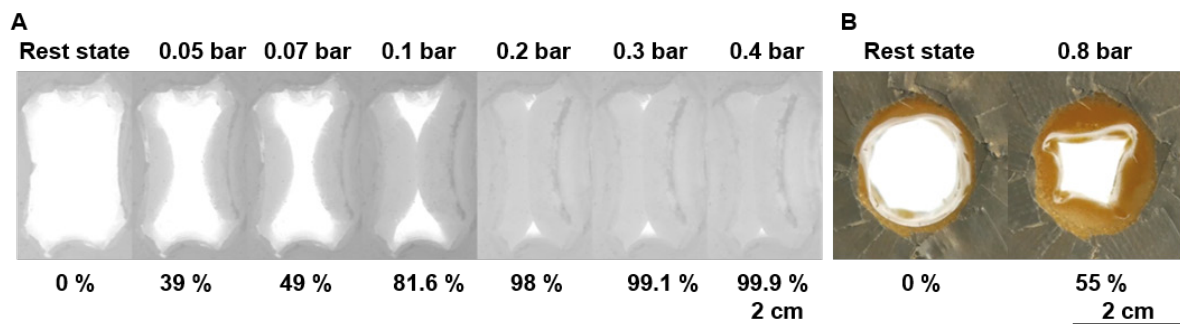 A
B
Rest state 0.05 bar 0.07 bar 0.1 bar 0.2 bar 0.3 bar 0.4 bar
Rest state 0.8 bar
0 % 39 % 49 % 81.6 % 98 % 99.1 % 99.9 %
0 % 55 %
2 cm
2 cm